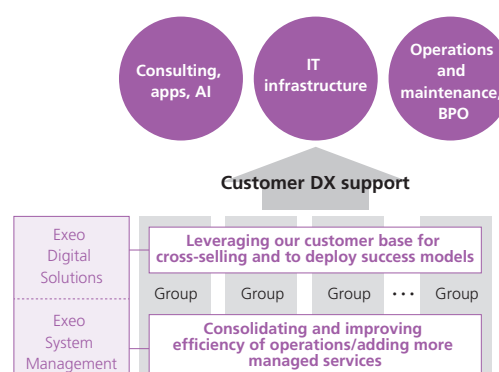 Consulting,
apps, AI
IT
infrastructure
Operations
and
maintenance,
BPO
Customer DX support
Exeo
Digital
Solutions
Leveraging our customer base for
cross-selling and to deploy success models
Group Group Group ··· Group
Exeo
System
Management
Consolidating and improving
efficiency of operations/adding more
managed services